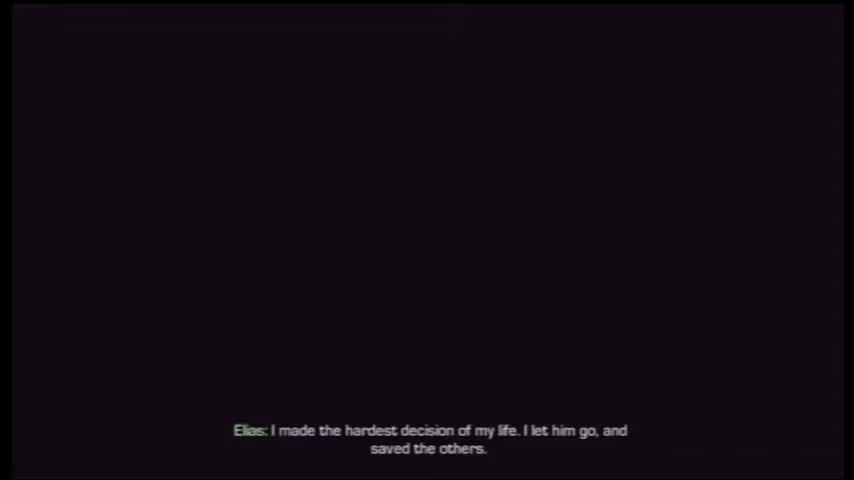 Elias: I made the hardest decision of my life. I let him go, and
saved the others.